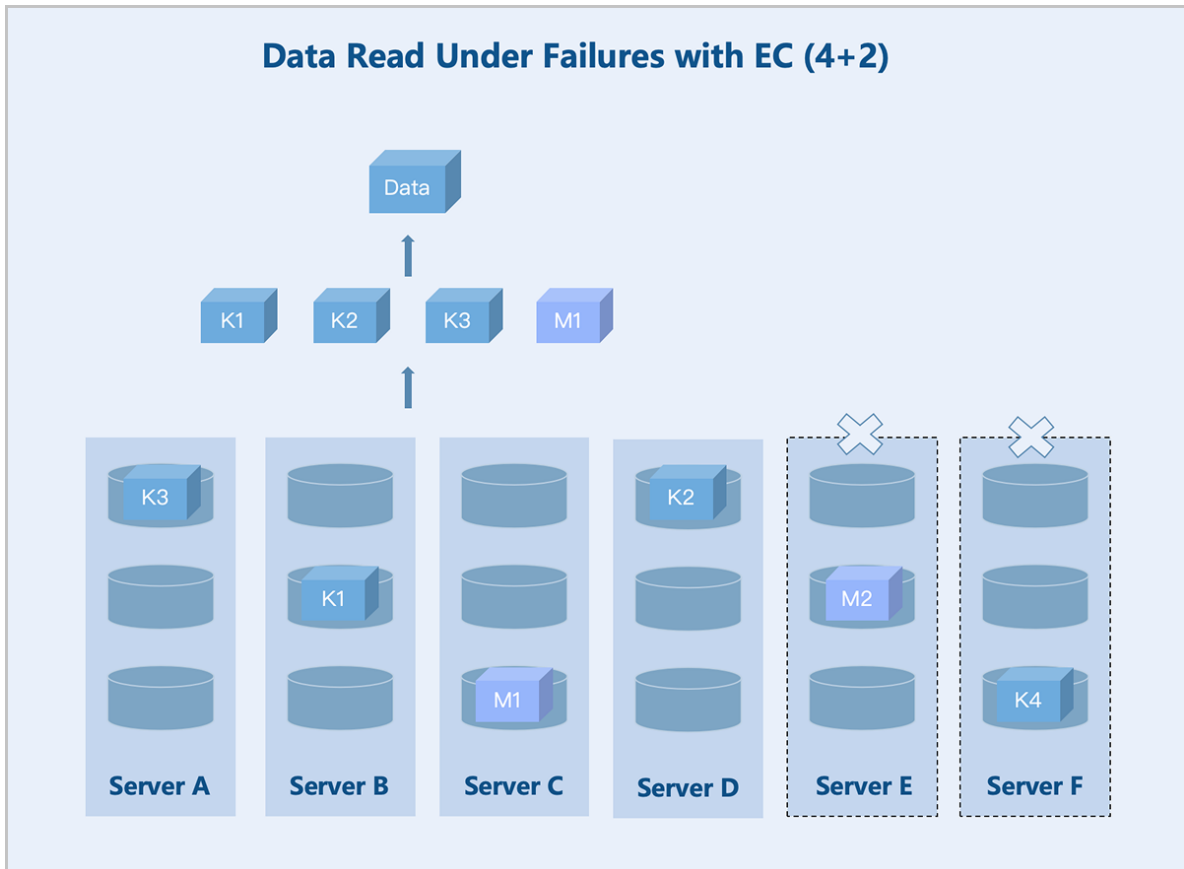 Data Read Under Failures with EC (4+2)
Data
K1 K2 K3 M1
K3 K2
K1 M2
M1 K4
Server A Server B Server C Server D Server E Server F